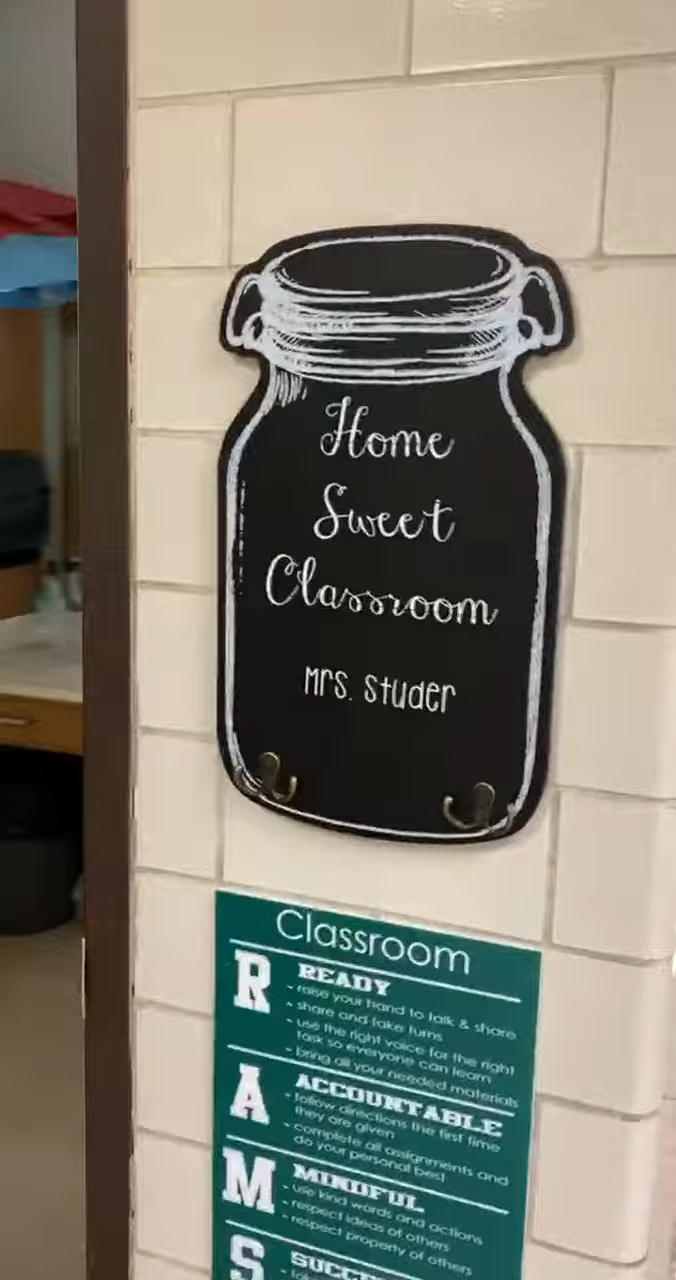 Home
Sweet
Classroom
Mrs. Studer
Classroom
R READY
- raise your hand to talk & share
- share and take turns
- use the right voice for the right
task so everyone can learn
- bring all your needed materials
A ACCOUNTABLE
- follow directions the first time
they are given
- complete all assignments and
do your personal best
M MINDFUL
- use kind words and actions
- respect ideas of others
- respect property of others
S